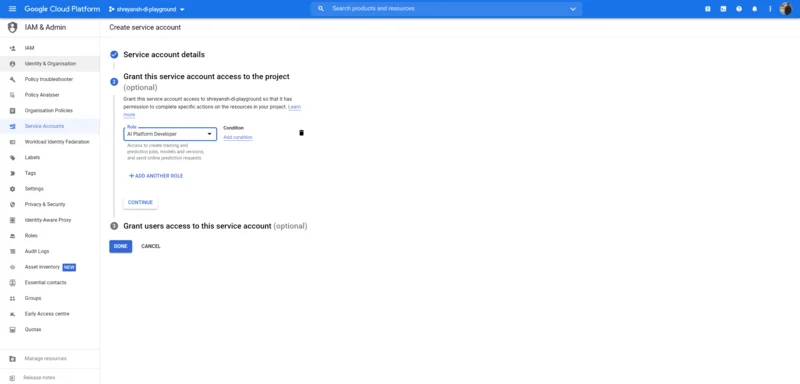 Google Cloud Platform
shreyansh-dl-playground
Search products and resources
IAM & Admin
Create service account
IAM
Identity & Organisation
Policy troubleshooter
Policy Analyser
Organisation Policies
Service Accounts
Workload Identity Federation
Labels
Tags
Settings
Privacy & Security
Identity-Aware Proxy
Roles
Audit Logs
Asset inventory NEW
Essential contacts
Groups
Early Access centre
Quotas
Manage resources
Release notes
Service account details
2 Grant this service account access to the project
(optional)
Grant this service account access to shreyansh-dl-playground so that it has
permission to complete specific actions on the resources in your project. Learn
more
Role
AI Platform Developer
Condition
Add condition
Access to create training and
prediction jobs, models and versions,
and send online prediction requests.
+ ADD ANOTHER ROLE
CONTINUE
3 Grant users access to this service account (optional)
DONE CANCEL